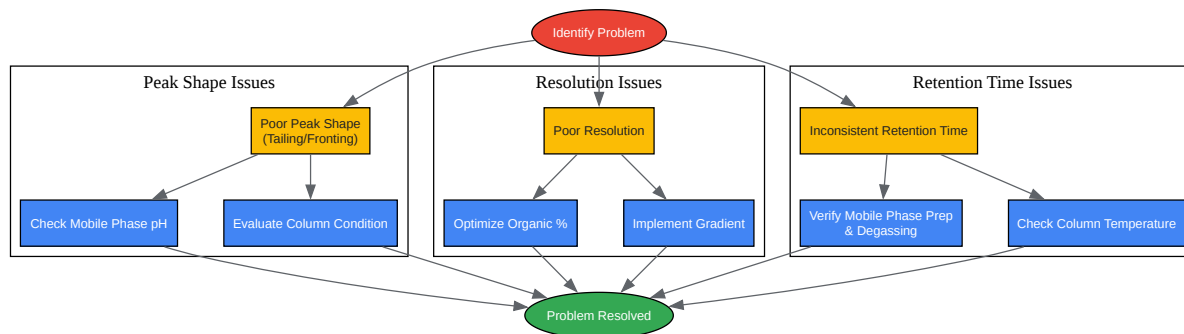 Identify Problem
Peak Shape Issues
Resolution Issues
Retention Time Issues
Poor Peak Shape
(Tailing/Fronting)
Poor Resolution
Inconsistent Retention Time
Check Mobile Phase pH
Evaluate Column Condition
Optimize Organic %
Implement Gradient
Verify Mobile Phase Prep
& Degassing
Check Column Temperature
Problem Resolved